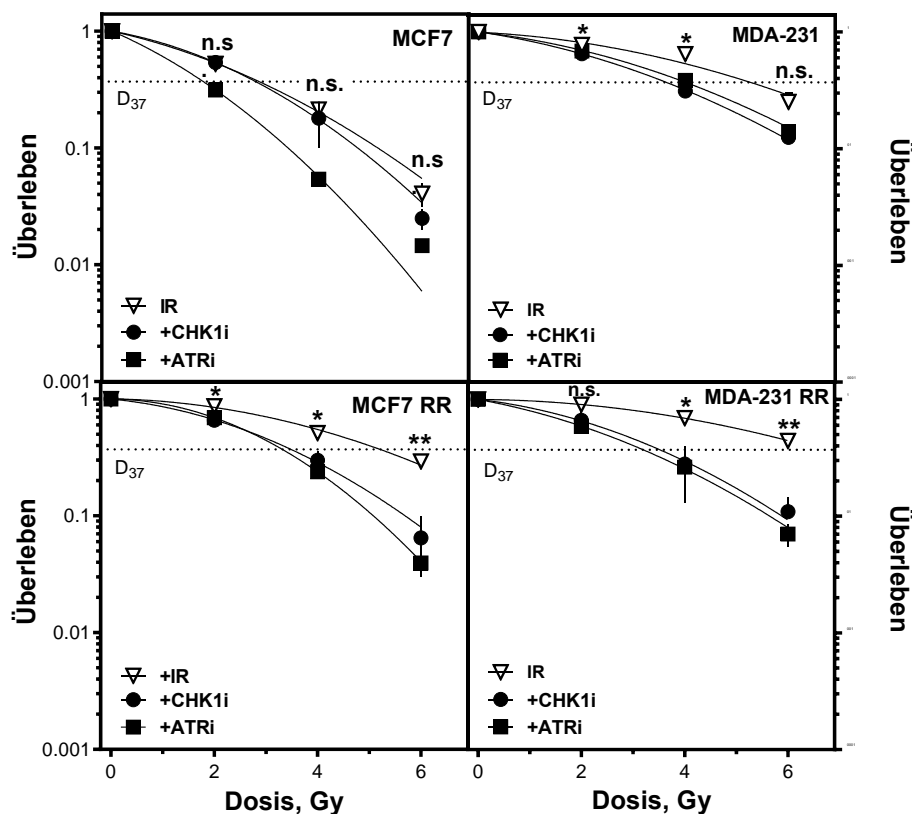 MCF7
n.s
n.s.
n.s
D37
1
0.1
0.01
0.001
Überleben
IR
+CHK1i
+ATRi
MDA-231
*
*
n.s.
D37
IR
+CHK1i
+ATRi
Überleben
MCF7 RR
*
*
**
D37
1
0.1
0.01
0.001
Überleben
+IR
+CHK1i
+ATRi
0
2
4
6
Dosis, Gy
MDA-231 RR
n.s.
*
**
D37
IR
+CHK1i
+ATRi
Überleben
0
2
4
6
Dosis, Gy